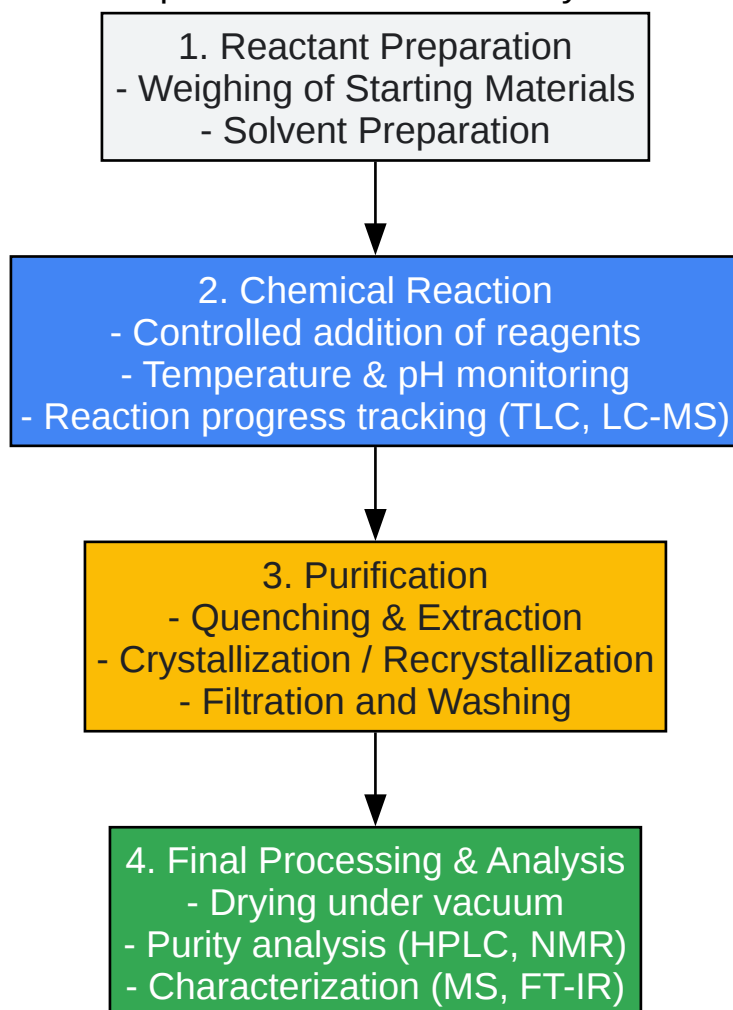 1. Reactant Preparation
- Weighing of Starting Materials
- Solvent Preparation
2. Chemical Reaction
- Controlled addition of reagents
- Temperature & pH monitoring
- Reaction progress tracking (TLC, LC-MS)
3. Purification
- Quenching & Extraction
- Crystallization / Recrystallization
- Filtration and Washing
4. Final Processing & Analysis
- Drying under vacuum
- Purity analysis (HPLC, NMR)
- Characterization (MS, FT-IR)